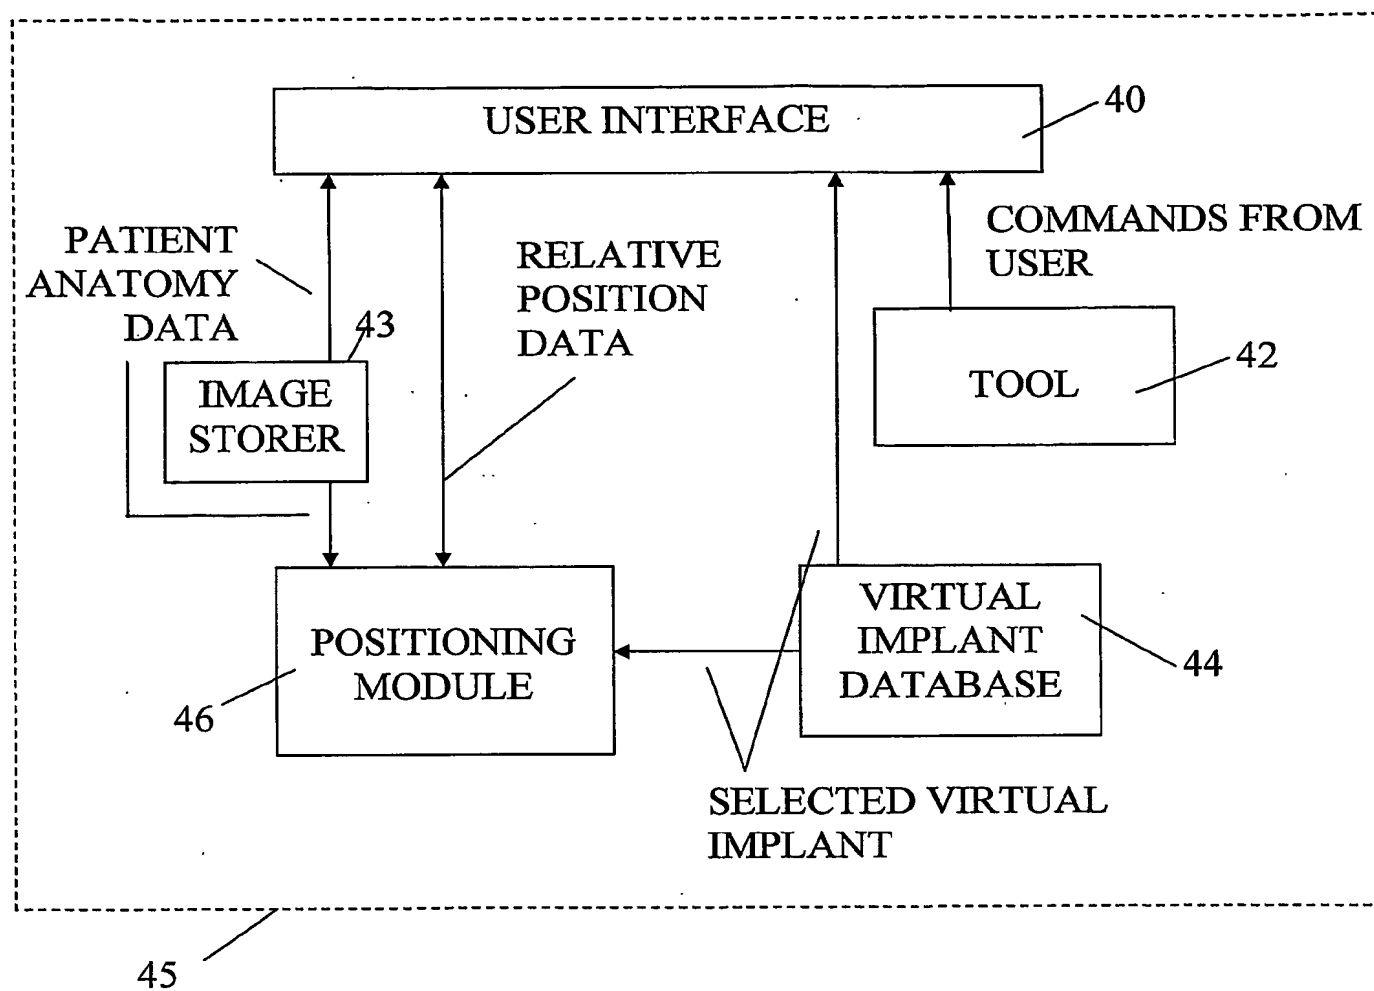 USER INTERFACE
40
PATIENT
ANATOMY
DATA
RELATIVE
POSITION
DATA
COMMANDS FROM
USER
43
IMAGE
STORER
TOOL
42
POSITIONING
MODULE
46
VIRTUAL
IMPLANT
DATABASE
44
SELECTED VIRTUAL
IMPLANT
45